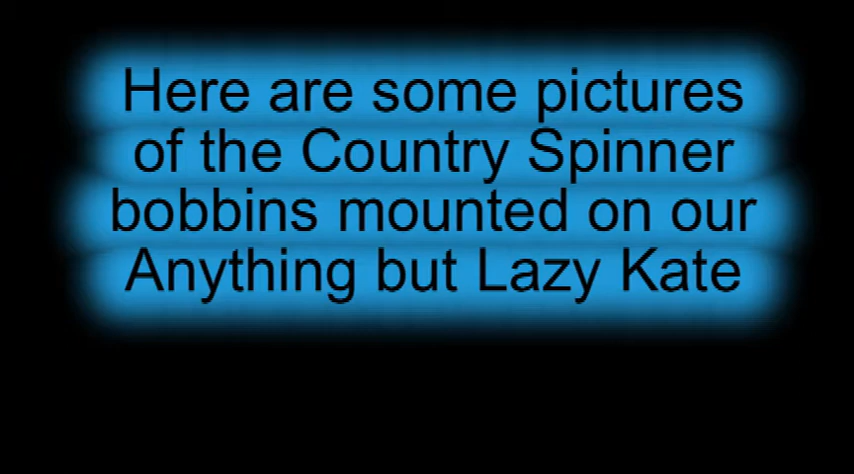 Here are some pictures
of the Country Spinner
bobbins mounted on our
Anything but Lazy Kate